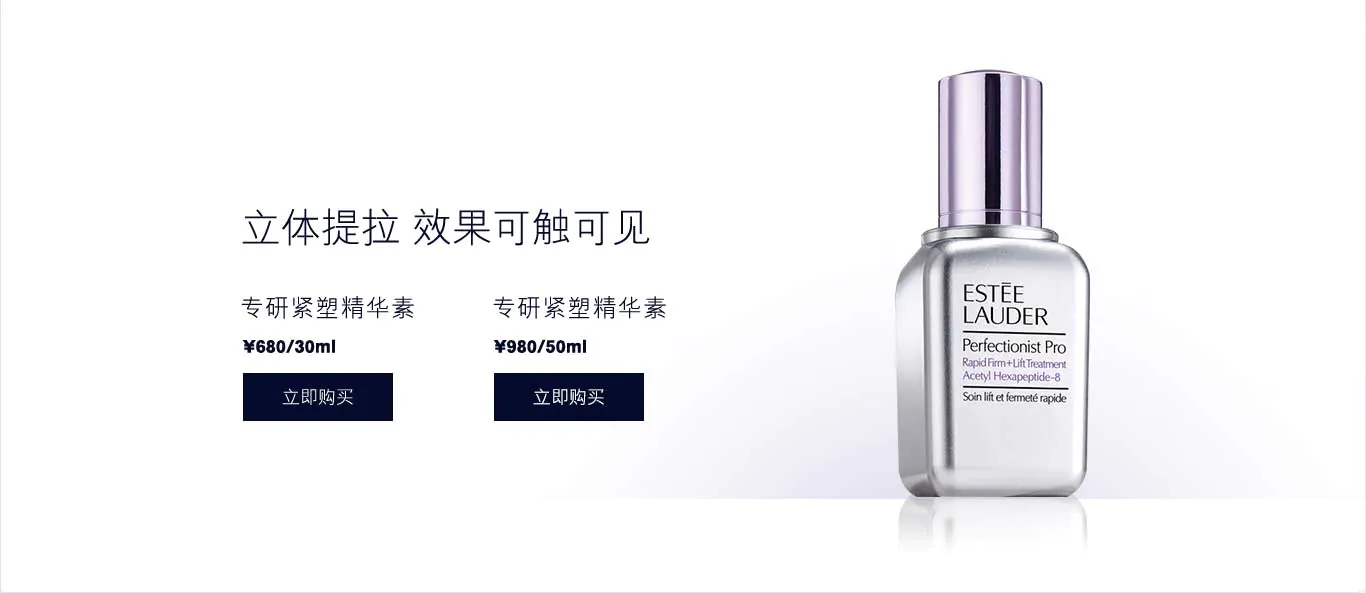 立体提拉 效果可触可见
专研紧塑精华素
¥680/30ml
立即购买
专研紧塑精华素
¥980/50ml
立即购买
ESTĒE
LAUDER
Perfectionist Pro
Rapid Firm+Lift Treatment
Acetyl Hexapeptide-8
Soin lift et fermeté rapide